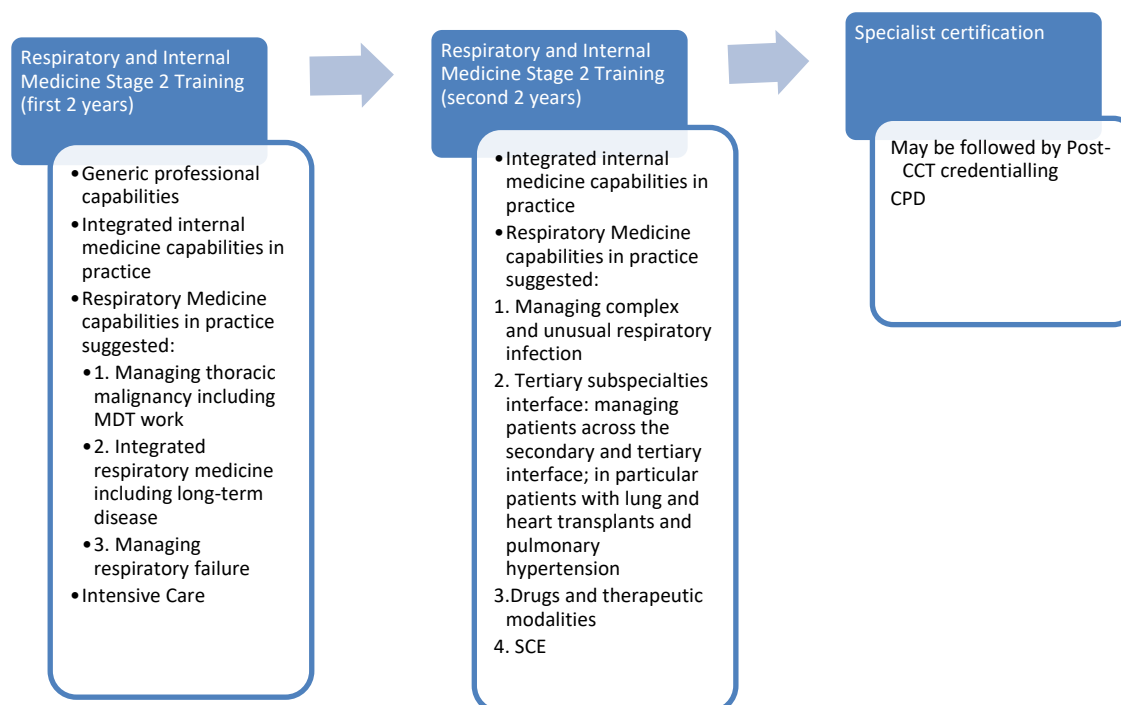 Respiratory and Internal
Medicine Stage 2 Training
(first 2 years)
•Generic professional
capabilities
•Integrated internal
medicine capabilities in
practice
•Respiratory Medicine
capabilities in practice
suggested:
•1. Managing thoracic
malignancy including
MDT work
•2. Integrated
respiratory medicine
including long-term
disease
•3. Managing
respiratory failure
•Intensive Care
Respiratory and Internal
Medicine Stage 2 Training
(second 2 years)
•Integrated internal
medicine capabilities in
practice
•Respiratory Medicine
capabilities in practice
suggested:
1. Managing complex
and unusual respiratory
infection
2. Tertiary subspecialties
interface: managing
patients across the
secondary and tertiary
interface; in particular
patients with lung and
heart transplants and
pulmonary
hypertension
3.Drugs and therapeutic
modalities
4. SCE
Specialist certification
May be followed by Post-
CCT credentialling
CPD